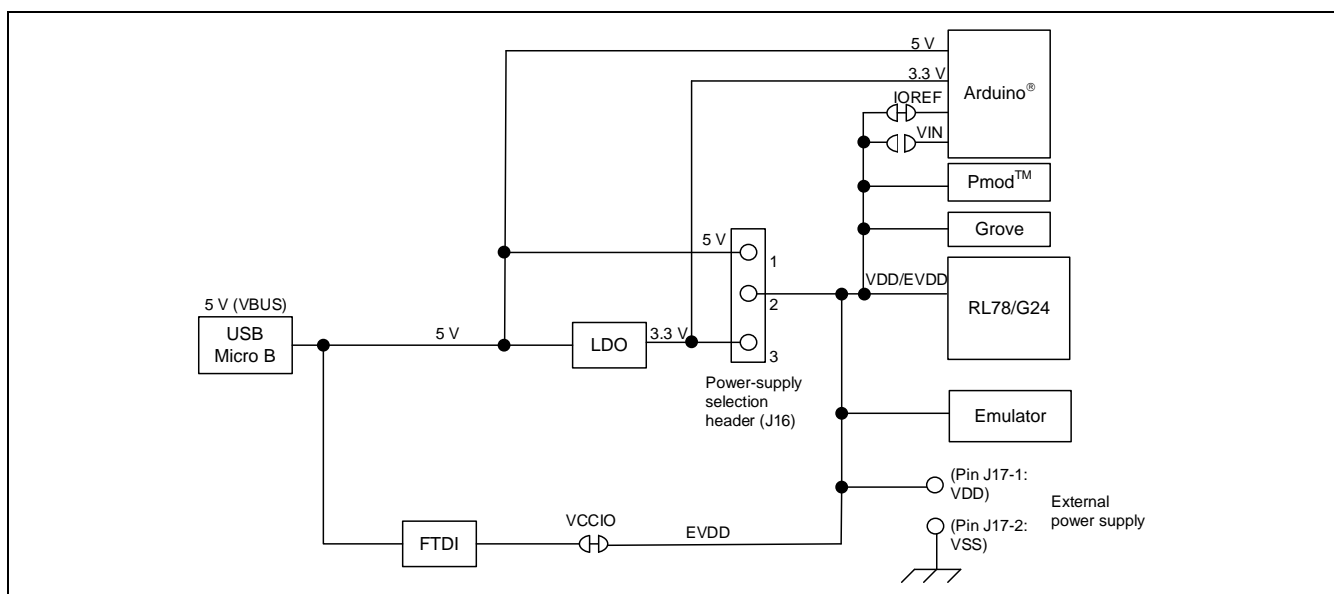 5 V
3.3 V
Arduino®
IOREF
VIN
Pmod™
Grove
5 V
1
VDD/EVDD
2
RL78/G24
5 V (VBUS)
USB
Micro B
5 V
LDO
3.3 V
3
Power-supply
selection
header (J16)
Emulator
(Pin J17-1:
VDD)
External
power supply
(Pin J17-2:
VSS)
VCCIO
EVDD
FTDI